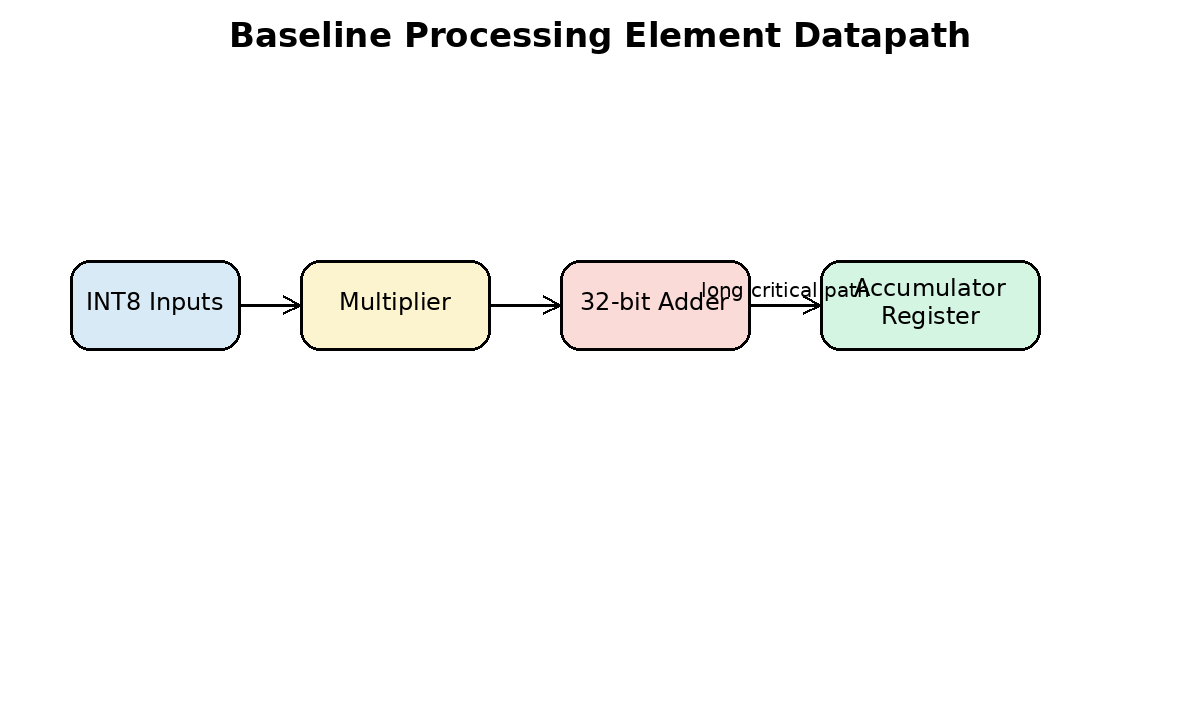 Baseline Processing Element Datapath
INT8 Inputs
Multiplier
32-bit Adder
long critical path
Accumulator
Register